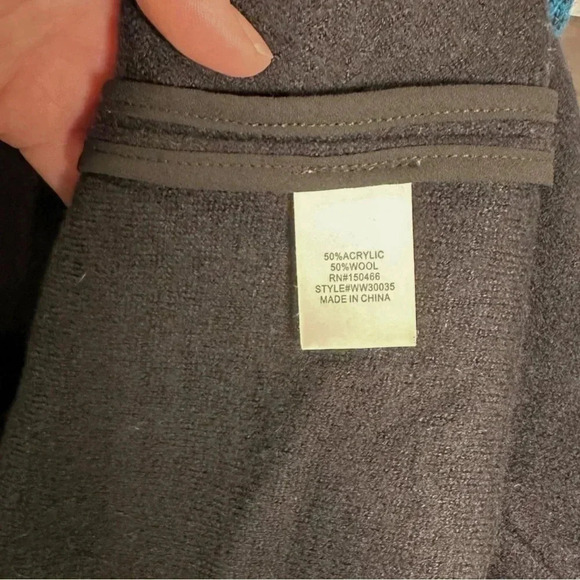 50%ACRYLIC
50%WOOL
RN#150466
STYLE#WW30035
MADE IN CHINA